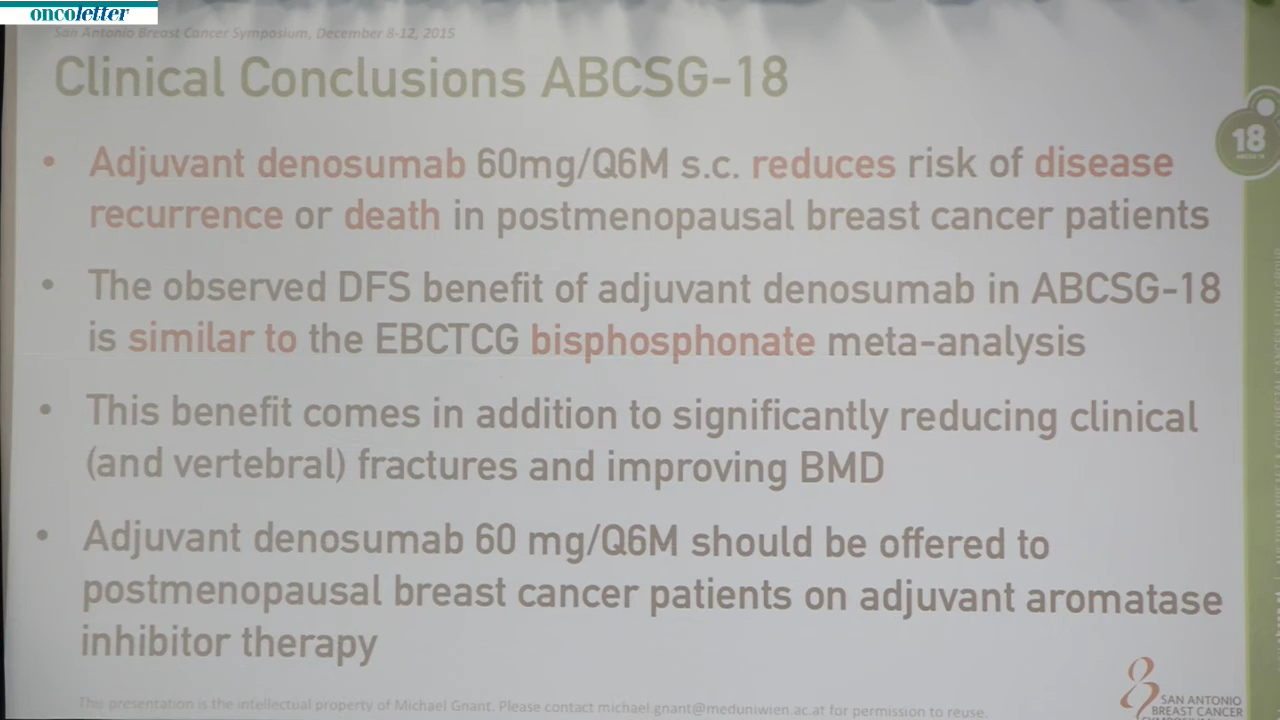 oncoletter
San Antonio Breast Cancer Symposium, December 8-12, 2015
Clinical Conclusions ABCSG-18
18
• Adjuvant denosumab 60mg/Q6M s.c. reduces risk of disease
recurrence or death in postmenopausal breast cancer patients
• The observed DFS benefit of adjuvant denosumab in ABCSG-18
is similar to the EBCTCG bisphosphonate meta-analysis
• This benefit comes in addition to significantly reducing clinical
(and vertebral) fractures and improving BMD
• Adjuvant denosumab 60 mg/Q6M should be offered to
postmenopausal breast cancer patients on adjuvant aromatase
inhibitor therapy
This presentation is the intellectual property of Michael Gnant. Please contact michael.gnant@meduniwien.ac.at for permission to reuse.
SAN ANTONIO
BREAST CANCER